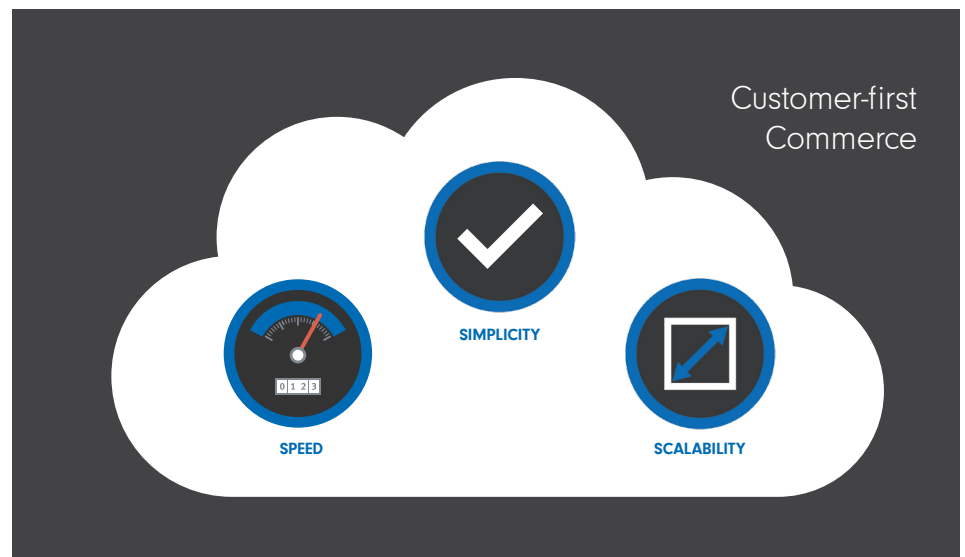 Customer-first
Commerce
SIMPLICITY
0 1 2 3
SPEED
SCALABILITY